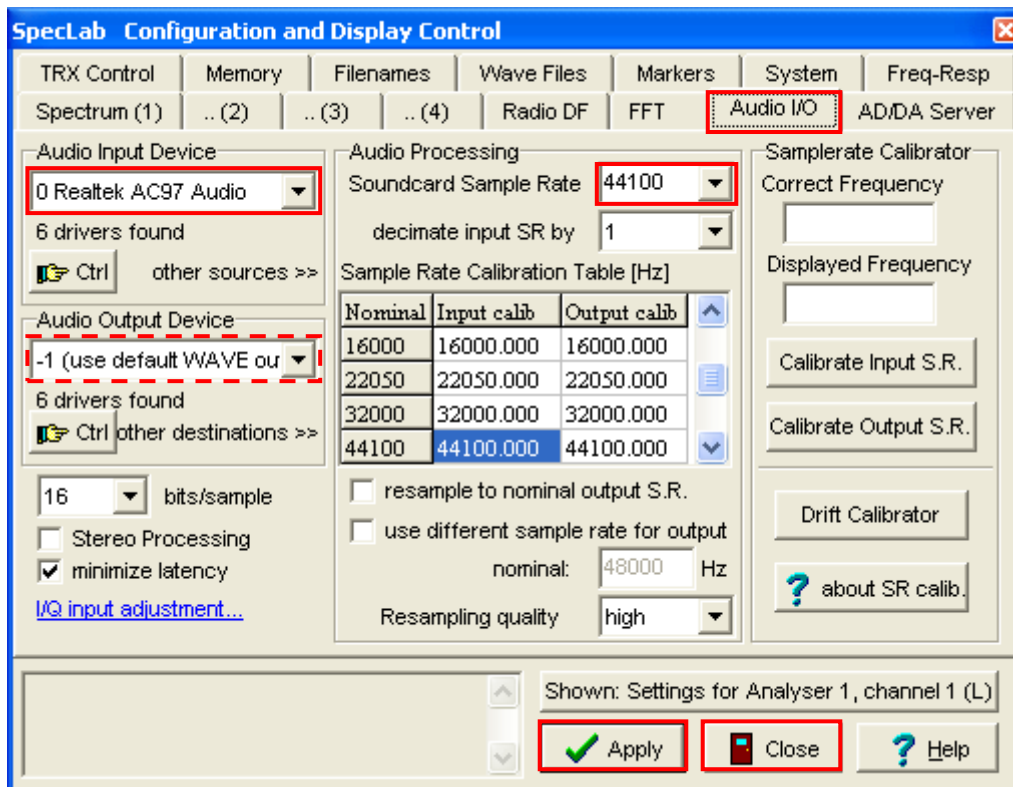 SpecLab Configuration and Display Control
TRX Control Memory Filenames Wave Files Markers System Freq-Resp
Spectrum (1) .. (2) .. (3) .. (4) Radio DF FFT Audio I/O AD/DA Server
Audio Input Device
0 Realtek AC97 Audio
6 drivers found
Ctrl other sources >>
Audio Output Device
-1 (use default WAVE ou
6 drivers found
Ctrl other destinations >>
16 bits/sample
Stereo Processing
minimize latency
I/Q input adjustment...
Audio Processing
Soundcard Sample Rate 44100
decimate input SR by 1
Sample Rate Calibration Table [Hz]
Nominal Input calib Output calib
16000 16000.000 16000.000
22050 22050.000 22050.000
32000 32000.000 32000.000
44100 44100.000 44100.000
resample to nominal output S.R.
use different sample rate for output
nominal: 48000 Hz
Resampling quality high
Samplerate Calibrator
Correct Frequency
Displayed Frequency
Calibrate Input S.R.
Calibrate Output S.R.
Drift Calibrator
? about SR calib.
Shown: Settings for Analyser 1, channel 1 (L)
Apply Close ? Help